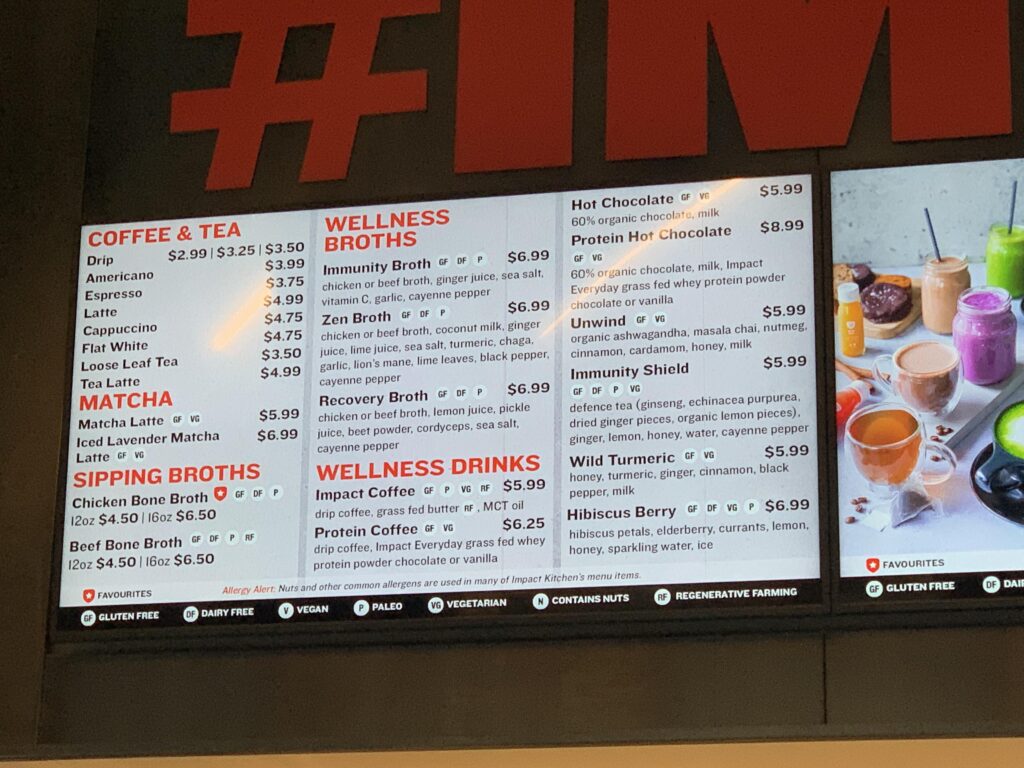 #IM
COFFEE & TEA
Drip $2.99 | $3.25 | $3.50
Americano $3.99
Espresso $3.75
Latte $4.99
Cappuccino $4.75
Flat White $4.75
Loose Leaf Tea $3.50
Tea Latte $4.99
MATCHA
Matcha Latte GF VG $5.99
Iced Lavender Matcha $6.99
Latte GF VG
SIPPING BROTHS
Chicken Bone Broth GF DF P
12oz $4.50 | 16oz $6.50
Beef Bone Broth GF DF P RF
12oz $4.50 | 16oz $6.50
WELLNESS
BROTHS
Immunity Broth GF DF P $6.99
chicken or beef broth, ginger juice, sea salt,
vitamin C, garlic, cayenne pepper
Zen Broth GF DF P $6.99
chicken or beef broth, coconut milk, ginger
juice, lime juice, sea salt, turmeric, chaga,
garlic, lion's mane, lime leaves, black pepper,
cayenne pepper
Recovery Broth GF DF P $6.99
chicken or beef broth, lemon juice, pickle
juice, beef powder, cordyceps, sea salt,
cayenne pepper
WELLNESS DRINKS
Impact Coffee GF P VG RF $5.99
drip coffee, grass fed butter RF , MCT oil
Protein Coffee GF VG $6.25
drip coffee, Impact Everyday grass fed whey
protein powder chocolate or vanilla
Hot Chocolate GF VG $5.99
60% organic chocolate, milk
Protein Hot Chocolate $8.99
GF VG
60% organic chocolate, milk, Impact
Everyday grass fed whey protein powder
chocolate or vanilla
Unwind GF VG $5.99
organic ashwagandha, masala chai, nutmeg,
cinnamon, cardamom, honey, milk
Immunity Shield $5.99
GF DF P VG
defence tea (ginseng, echinacea purpurea,
dried ginger pieces, organic lemon pieces),
ginger, lemon, honey, water, cayenne pepper
Wild Turmeric GF VG $5.99
honey, turmeric, ginger, cinnamon, black
pepper, milk
Hibiscus Berry GF DF VG P $6.99
hibiscus petals, elderberry, currants, lemon,
honey, sparkling water, ice
FAVOURITES
Allergy Alert: Nuts and other common allergens are used in many of Impact Kitchen's menu items.
GF GLUTEN FREE DF DAIRY FREE V VEGAN P PALEO VG VEGETARIAN N CONTAINS NUTS RF REGENERATIVE FARMING
FAVOURITES
GF GLUTEN FREE DF DAI